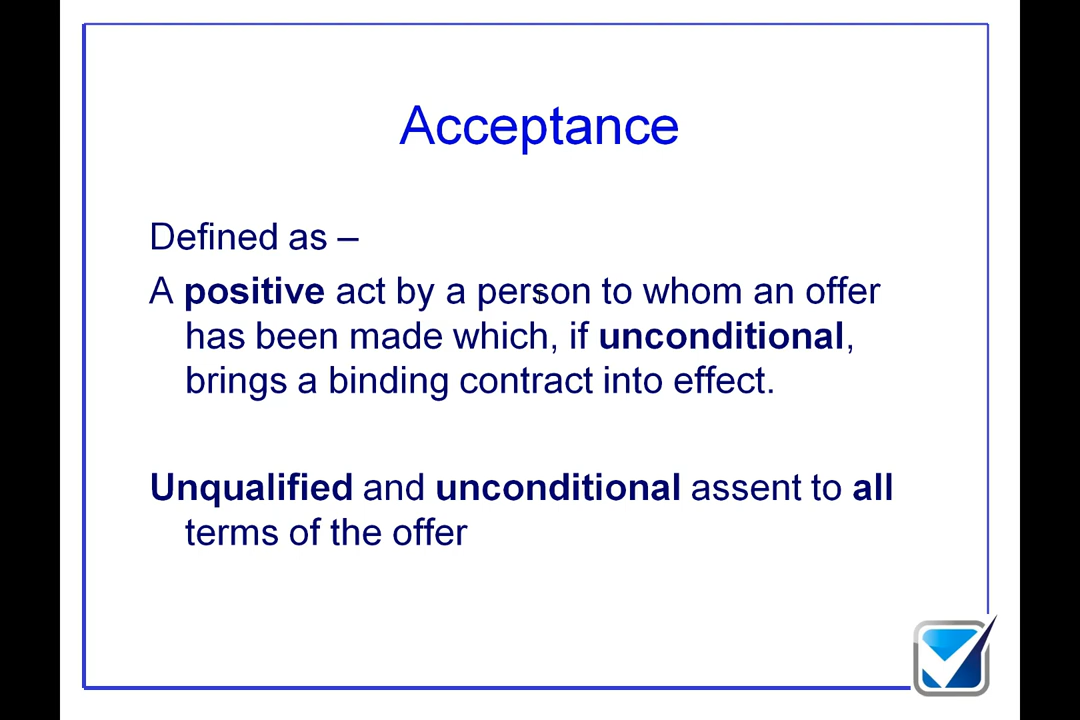 Acceptance
Defined as –
A positive act by a person to whom an offer
has been made which, if unconditional,
brings a binding contract into effect.
Unqualified and unconditional assent to all
terms of the offer